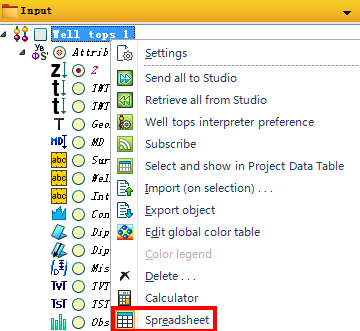 Input
Well tops 1
Attrib
Z
TWT
TWT
Geo
MD
Sur
Wel
Int
Con
Dip
Dip
Mis
TVT
TST
Obs
Settings
Send all to Studio
Retrieve all from Studio
Well tops interpreter preference
Subscribe
Select and show in Project Data Table
Import (on selection) . . .
Export object
Edit global color table
Color legend
Delete . . .
Calculator
Spreadsheet